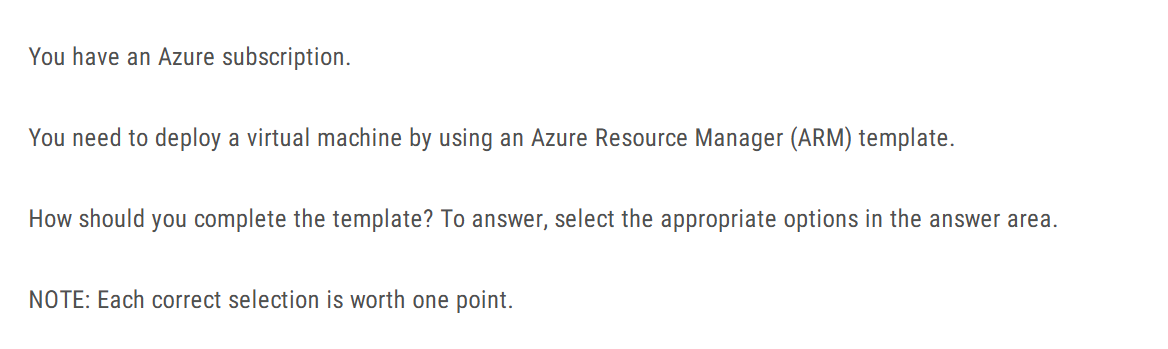 You have an Azure subscription.
You need to deploy a virtual machine by using an Azure Resource Manager (ARM) template.
How should you complete the template? To answer, select the appropriate options in the answer area.
NOTE: Each correct selection is worth one point.